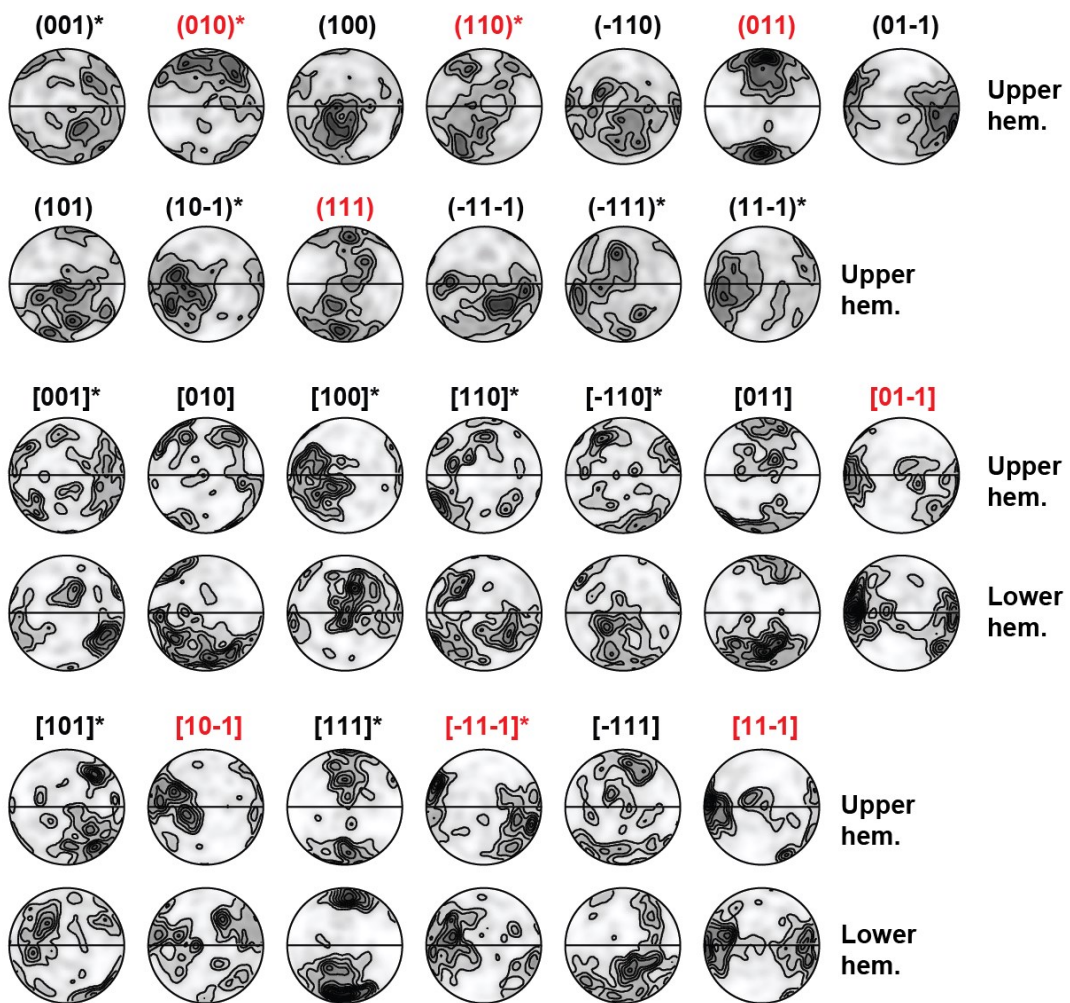 (001)* (010)* (100) (110)* (-110) (011) (01-1)
Upper
hem.
(101) (10-1)* (111) (-11-1) (-111)* (11-1)*
Upper
hem.
[001]* [010] [100]* [110]* [-110]* [011] [01-1]
Upper
hem.
Lower
hem.
[101]* [10-1] [111]* [-11-1]* [-111] [11-1]
Upper
hem.
Lower
hem.